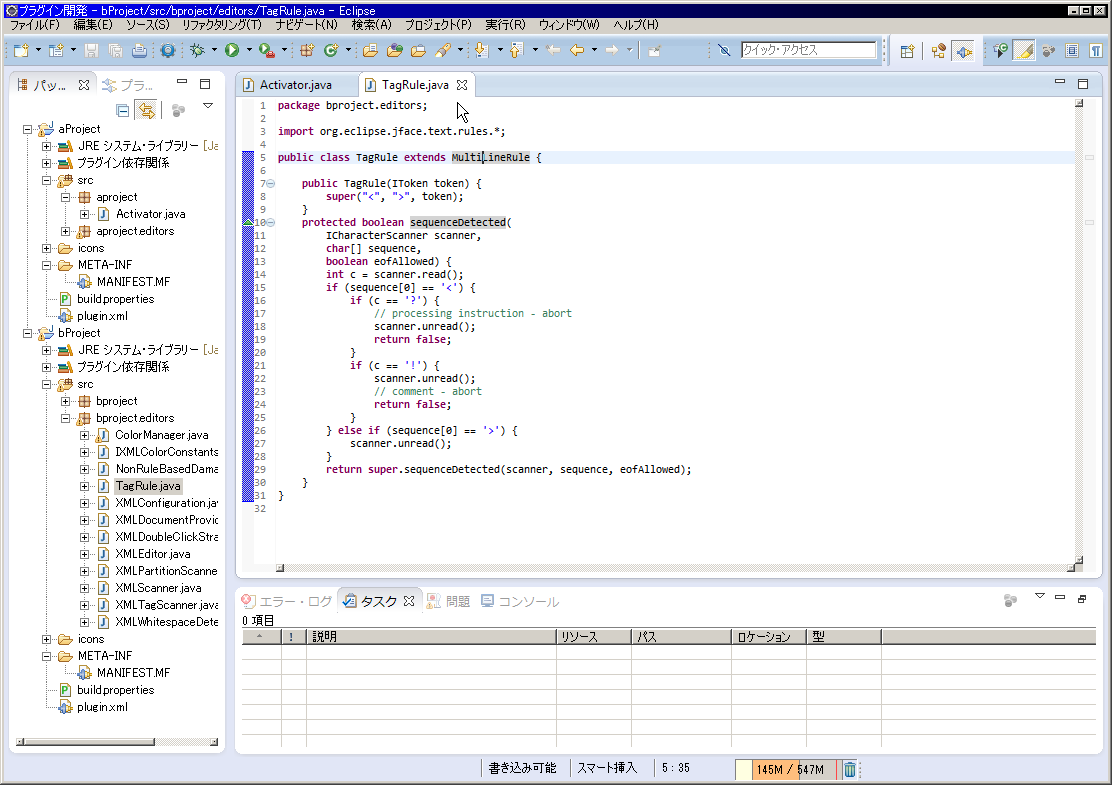 プラグイン開発 - bProject/src/bproject/editors/TagRule.java - Eclipse
ファイル(F) 編集(E) ソース(S) リファクタリング(T) ナビゲート(N) 検索(A) プロジェクト(P) 実行(R) ウィンドウ(W) ヘルプ(H)
クイック・アクセス
パッ... プラ...
aProject
JRE システム・ライブラリー [Ja
プラグイン依存関係
src
aproject
Activator.java
aproject.editors
icons
META-INF
MANIFEST.MF
build.properties
plugin.xml
bProject
JRE システム・ライブラリー [Ja
プラグイン依存関係
src
bproject
bproject.editors
ColorManager.java
IXMLColorConstants
NonRuleBasedDama
TagRule.java
XMLConfiguration.jav
XMLDocumentProvid
XMLDoubleClickStra
XMLEditor.java
XMLPartitionScanne
XMLScanner.java
XMLTagScanner.java
XMLWhitespaceDete
icons
META-INF
MANIFEST.MF
build.properties
plugin.xml
Activator.java TagRule.java
1 package bproject.editors;
2
3 import org.eclipse.jface.text.rules.*;
4
5 public class TagRule extends MultiLineRule {
6
7 public TagRule(IToken token) {
8 super("<", ">", token);
9 }
10 protected boolean sequenceDetected(
11 ICharacterScanner scanner,
12 char[] sequence,
13 boolean eofAllowed) {
14 int c = scanner.read();
15 if (sequence[0] == '<') {
16 if (c == '?') {
17 // processing instruction - abort
18 scanner.unread();
19 return false;
20 }
21 if (c == '!') {
22 scanner.unread();
23 // comment - abort
24 return false;
25 }
26 } else if (sequence[0] == '>') {
27 scanner.unread();
28 }
29 return super.sequenceDetected(scanner, sequence, eofAllowed);
30 }
31 }
32
エラー・ログ タスク 問題 コンソール
0 項目
! 説明 リソース パス ロケーション 型
書き込み可能 スマート挿入 5 : 35 145M / 547M